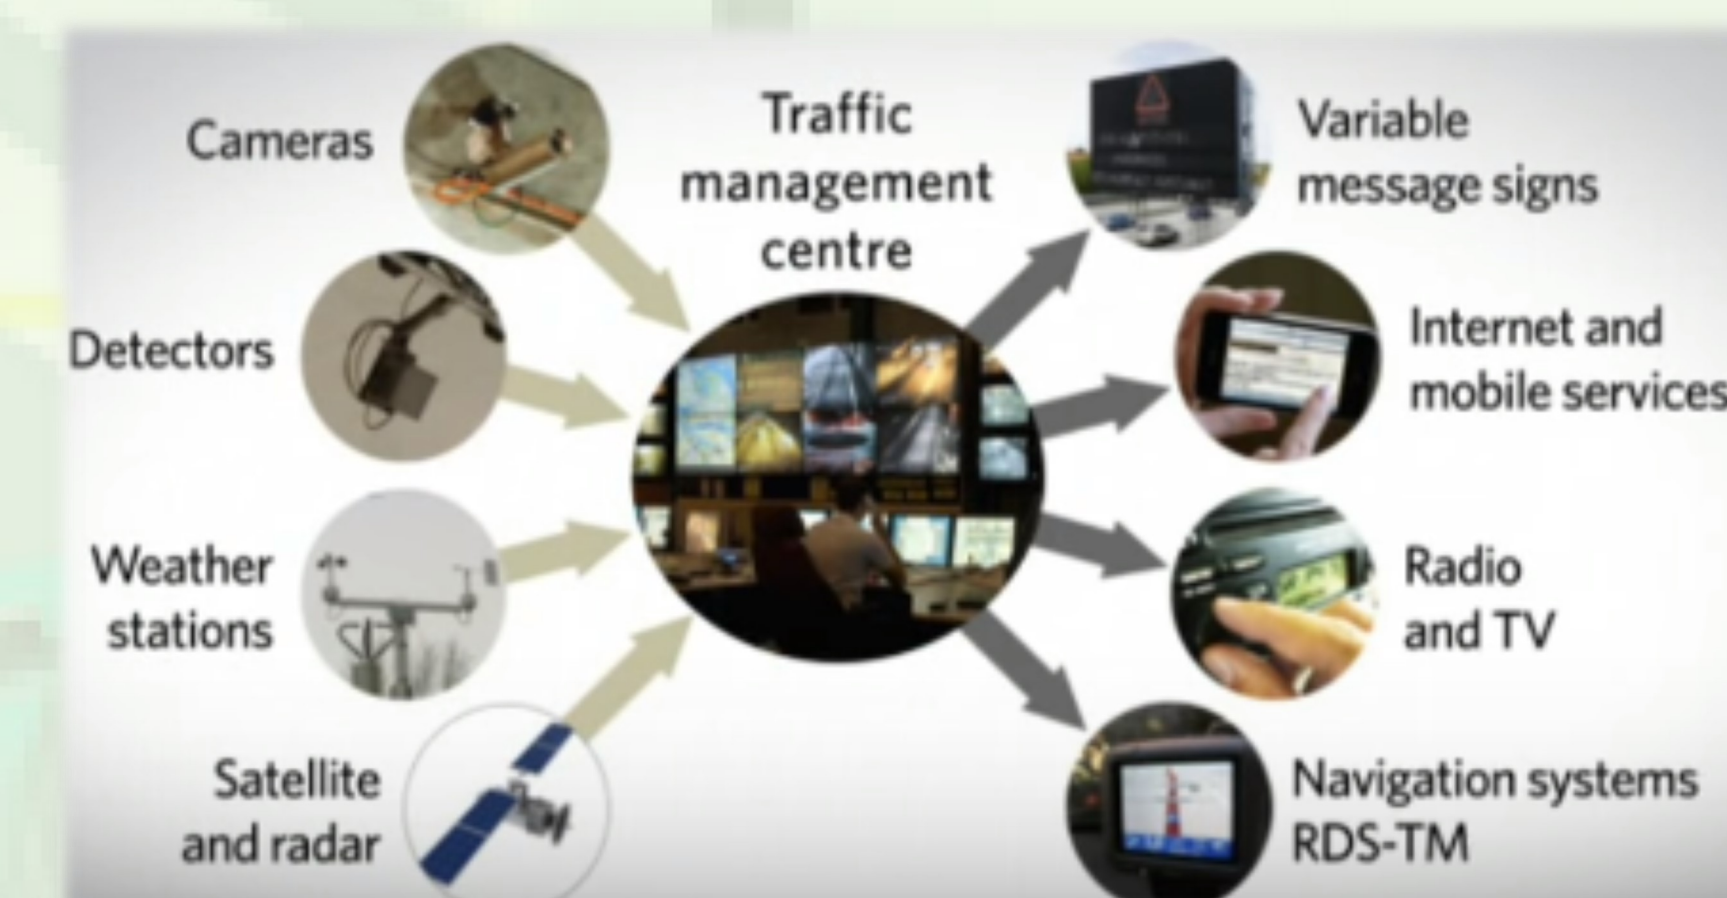 Cameras
Traffic
management
centre
Variable
message signs
Detectors
Internet and
mobile services
Weather
stations
Radio
and TV
Satellite
and radar
Navigation systems
RDS-TM